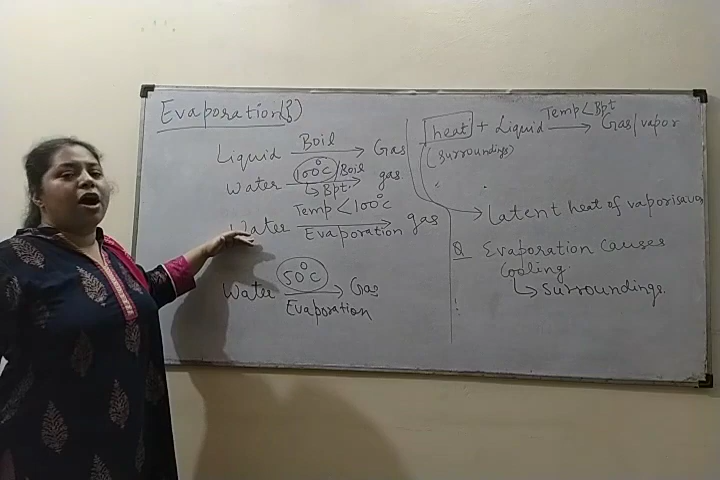 Evaporation({})
Liquid Boil → Gas
Water 100°C/Boil → gas
↳ Bpt.
Water Temp < 100°C → gas
Evaporation
Water 50°C → Gas
Evaporation
heat + Liquid Temp < Bpt → Gas/vapor
(surroundings)
→ Latent heat of vaporisation
Q Evaporation causes
cooling.
↳ Surroundings.